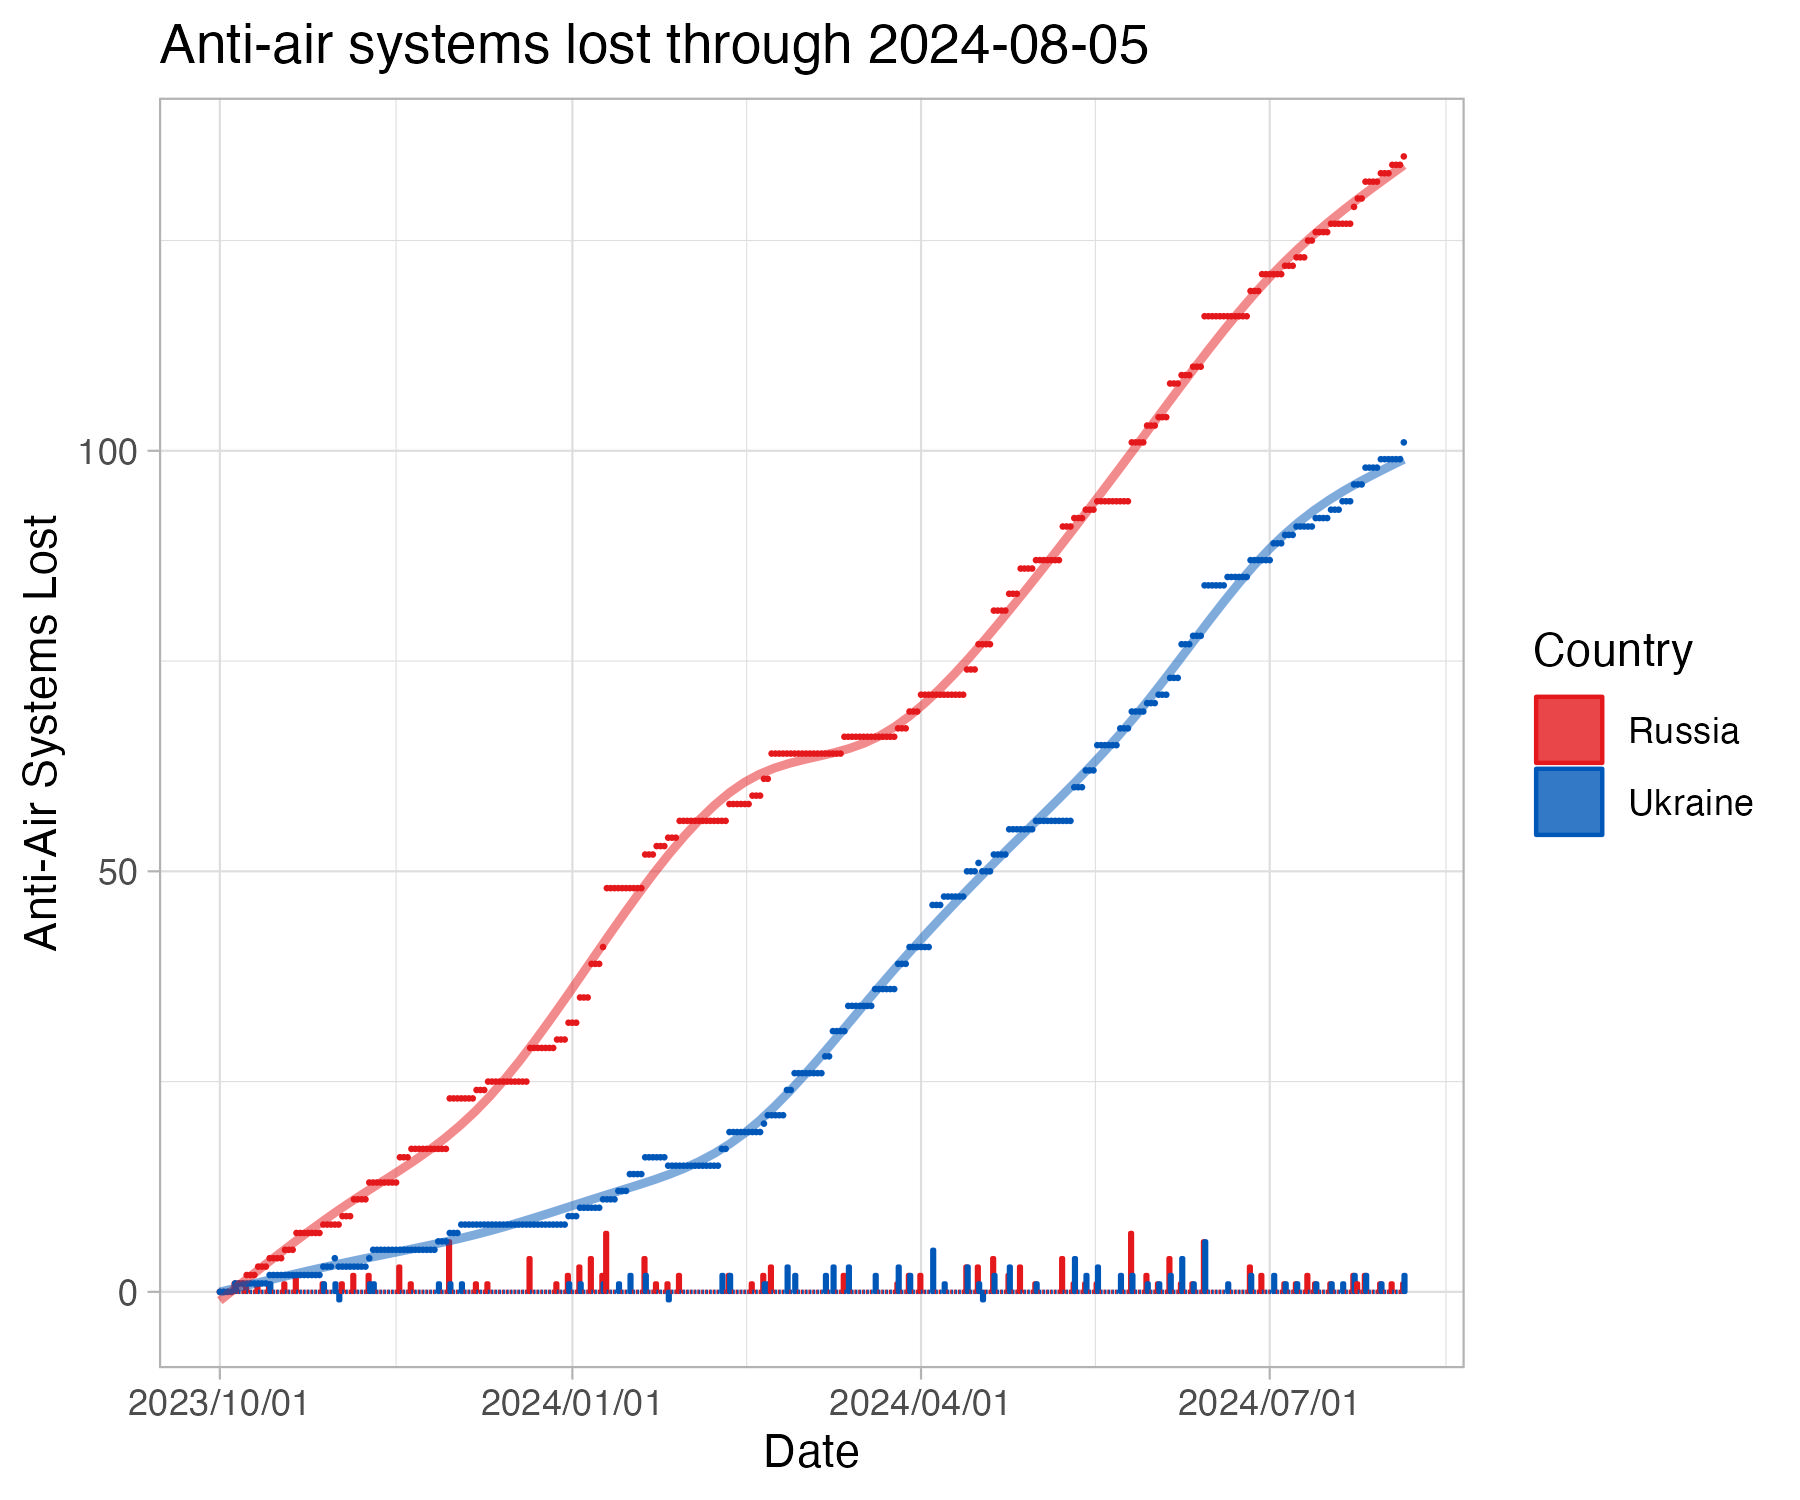 Anti-air systems lost through 2024-08-05
Anti-Air Systems Lost
100
50
0
2023/10/01
2024/01/01
2024/04/01
2024/07/01
Date
Country
Russia
Ukraine